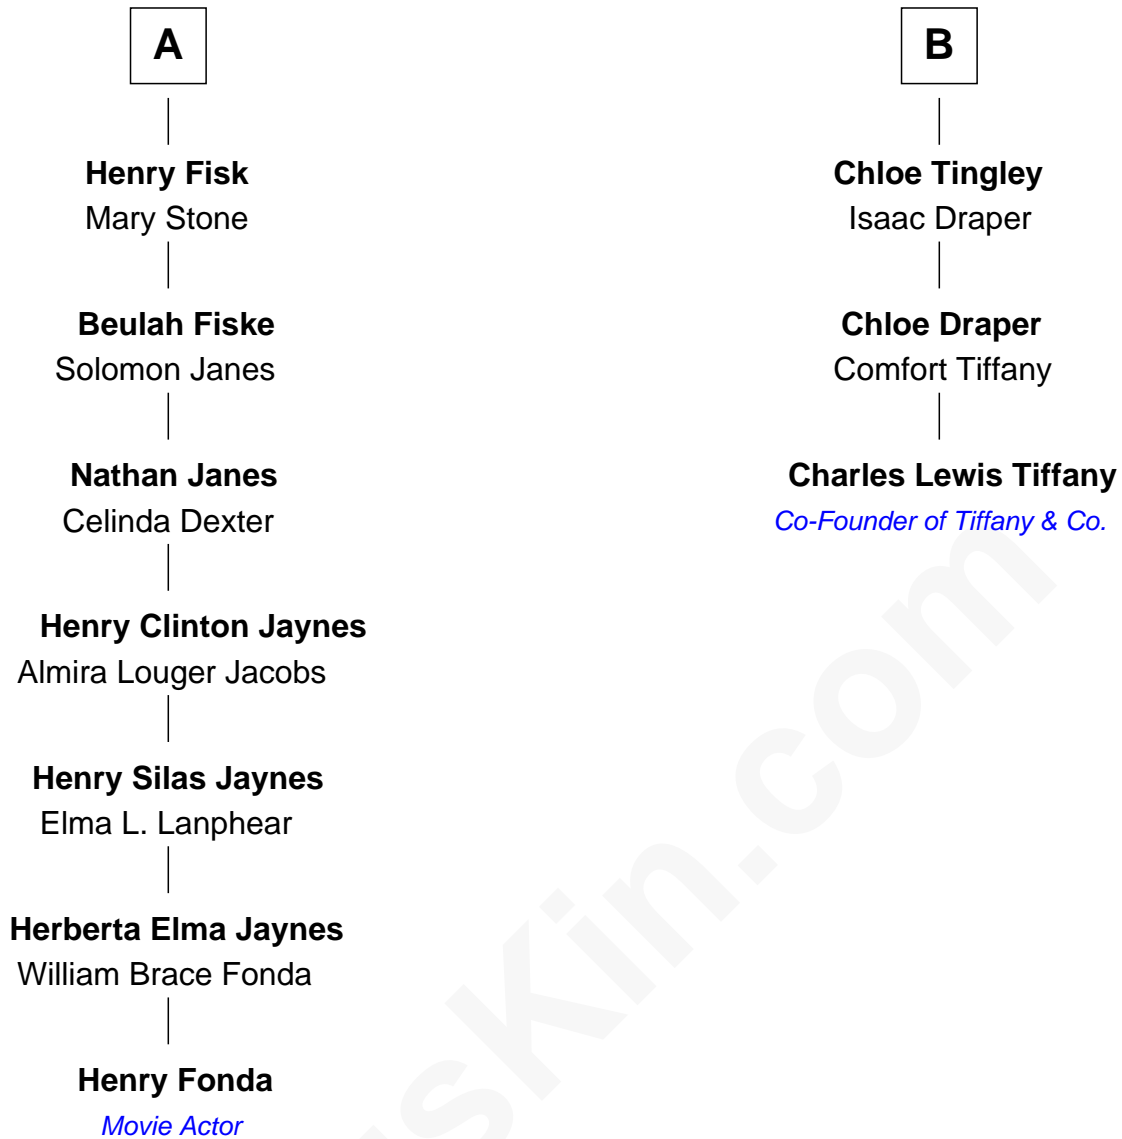 A
Henry Fisk
Mary Stone
Beulah Fiske
Solomon Janes
Nathan Janes
Celinda Dexter
Henry Clinton Jaynes
Almira Louger Jacobs
Henry Silas Jaynes
Elma L. Lanphear
Herberta Elma Jaynes
William Brace Fonda
Henry Fonda
Movie Actor
B
Chloe Tingley
Isaac Draper
Chloe Draper
Comfort Tiffany
Charles Lewis Tiffany
Co-Founder of Tiffany & Co.
sKin.com